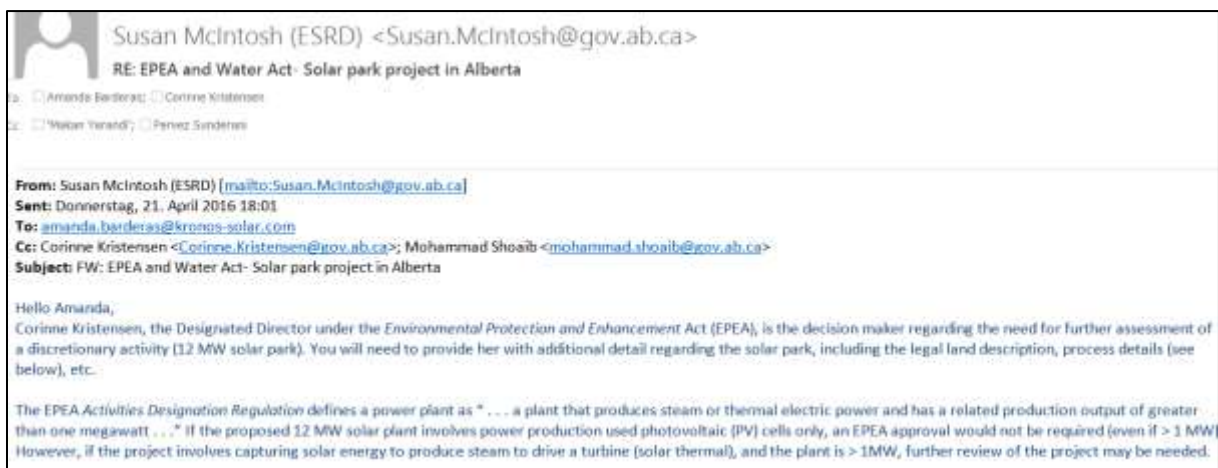 Susan McIntosh (ESRD) <Susan.McIntosh@gov.ab.ca>
RE: EPEA and Water Act- Solar park project in Alberta
Amanda Barderas; Corinne Kristensen
Pervez Sunderani
From: Susan McIntosh (ESRD) [mailto:Susan.McIntosh@gov.ab.ca]
Sent: Donnerstag, 21. April 2016 18:01
To: amanda.barderas@kronos-solar.com
Cc: Corinne Kristensen <Corinne.Kristensen@gov.ab.ca>; Mohammad Shoaib <mohammad.shoaib@gov.ab.ca>
Subject: FW: EPEA and Water Act- Solar park project in Alberta
Hello Amanda,
Corinne Kristensen, the Designated Director under the Environmental Protection and Enhancement Act (EPEA), is the decision maker regarding the need for further assessment of
a discretionary activity (12 MW solar park). You will need to provide her with additional detail regarding the solar park, including the legal land description, process details (see
below), etc.
The EPEA Activities Designation Regulation defines a power plant as " . . . a plant that produces steam or thermal electric power and has a related production output of greater
than one megawatt . . ." If the proposed 12 MW solar plant involves power production used photovoltaic (PV) cells only, an EPEA approval would not be required (even if > 1 MW)
However, if the project involves capturing solar energy to produce steam to drive a turbine (solar thermal), and the plant is > 1MW, further review of the project may be needed.